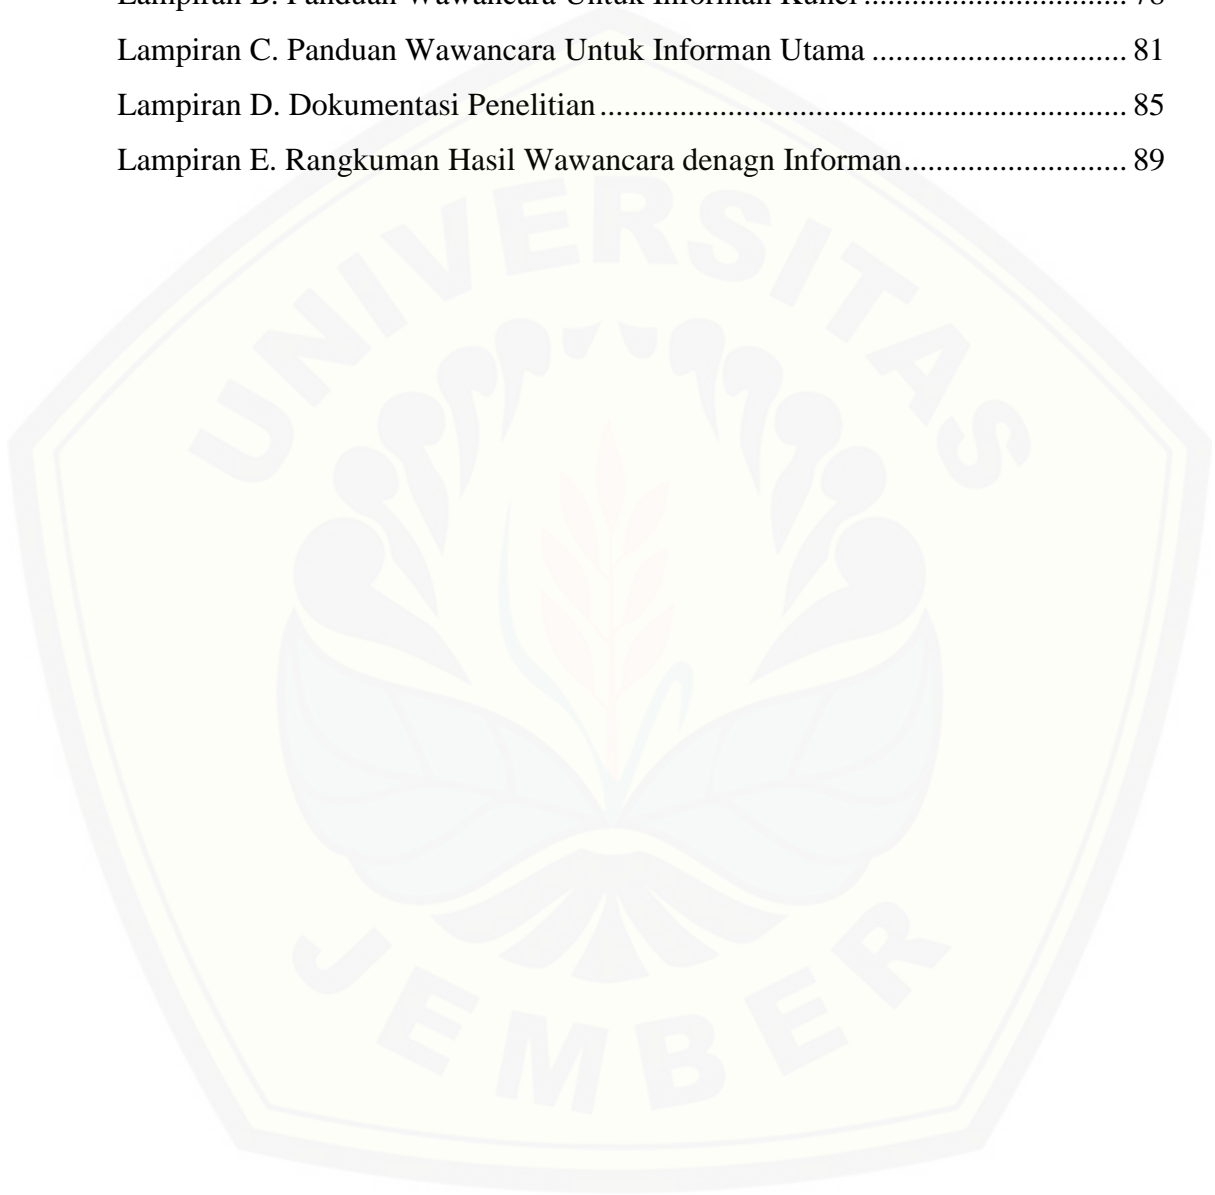 Lampiran B. Panduan Wawancara Untuk Informan Kunci ................................. 78
Lampiran C. Panduan Wawancara Untuk Informan Utama ................................ 81
Lampiran D. Dokumentasi Penelitian .................................................................. 85
Lampiran E. Rangkuman Hasil Wawancara denagn Informan............................ 89
UNIVERSITAS
JEMBER